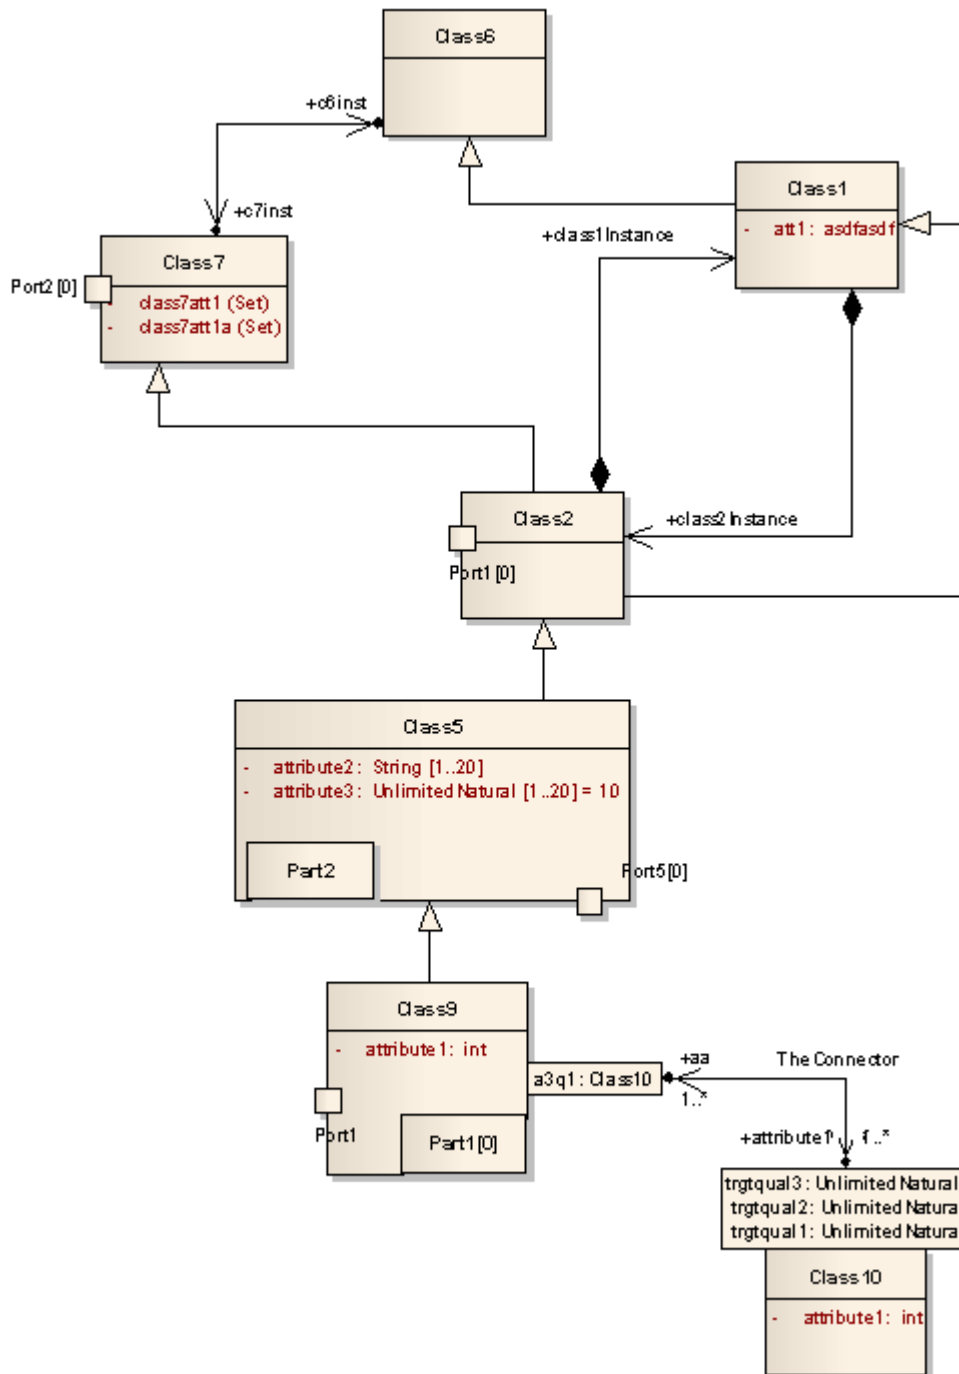 Class6
+c6inst
Class1
- att1: asdfasdf
+c7inst
+class1Instance
Class7
Port2 [0]
- class7att1 (Set)
- class7att1a (Set)
Class2
+class2Instance
Port1 [0]
Class5
- attribute2: String [1..20]
- attribute3: UnlimitedNatural [1..20] = 10
Part2
Port5[0]
Class9
- attribute1: int
+aa
The Connector
a3q1 : Class10
1..*
Port1
Part1[0]
+attribute1
1..*
trgtqual3 : UnlimitedNatural
trgtqual2 : UnlimitedNatura
trgtqual1 : UnlimitedNatura
Class10
- attribute1: int